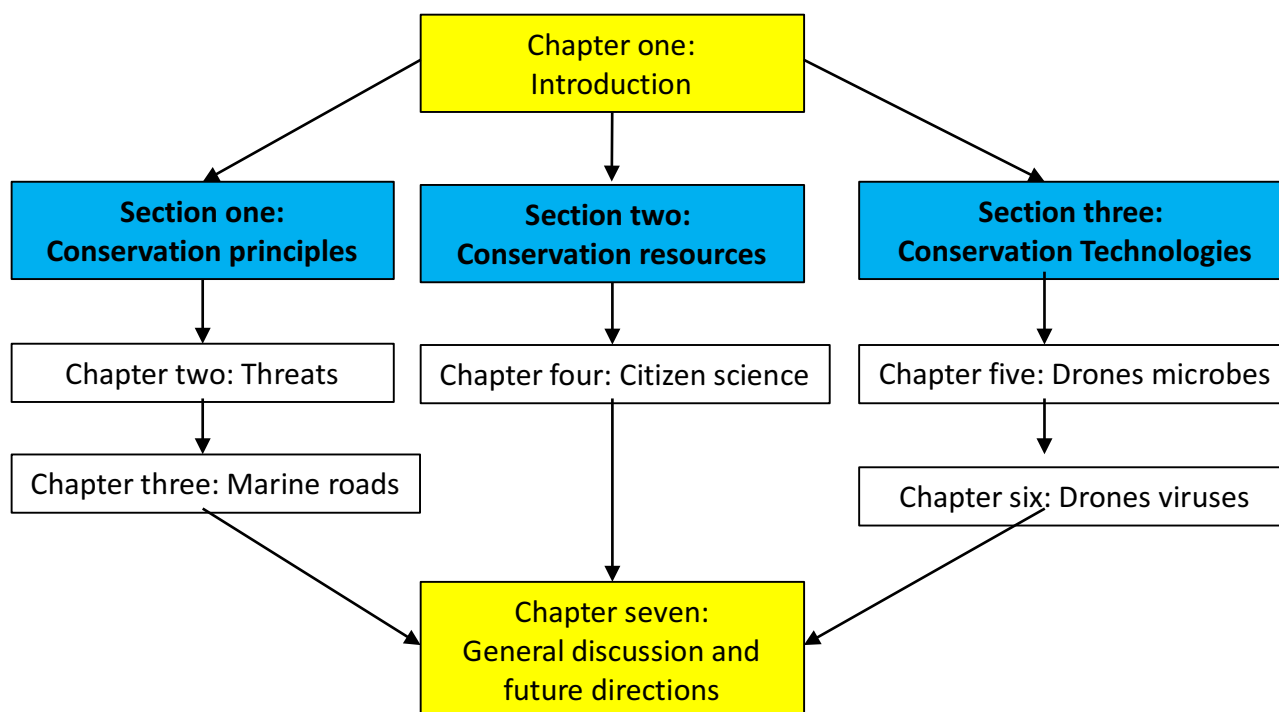 Chapter one:
Introduction
Section one:
Conservation principles
Section two:
Conservation resources
Section three:
Conservation Technologies
Chapter two: Threats
Chapter four: Citizen science
Chapter five: Drones microbes
Chapter three: Marine roads
Chapter six: Drones viruses
Chapter seven:
General discussion and
future directions